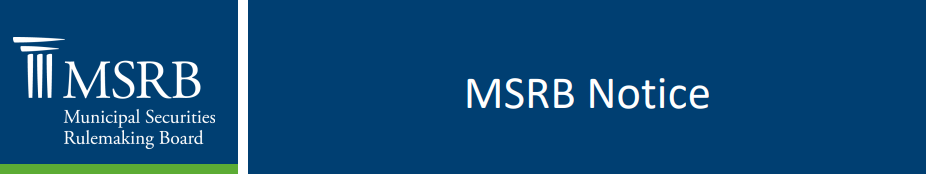 MSRB
Municipal Securities
Rulemaking Board
MSRB Notice